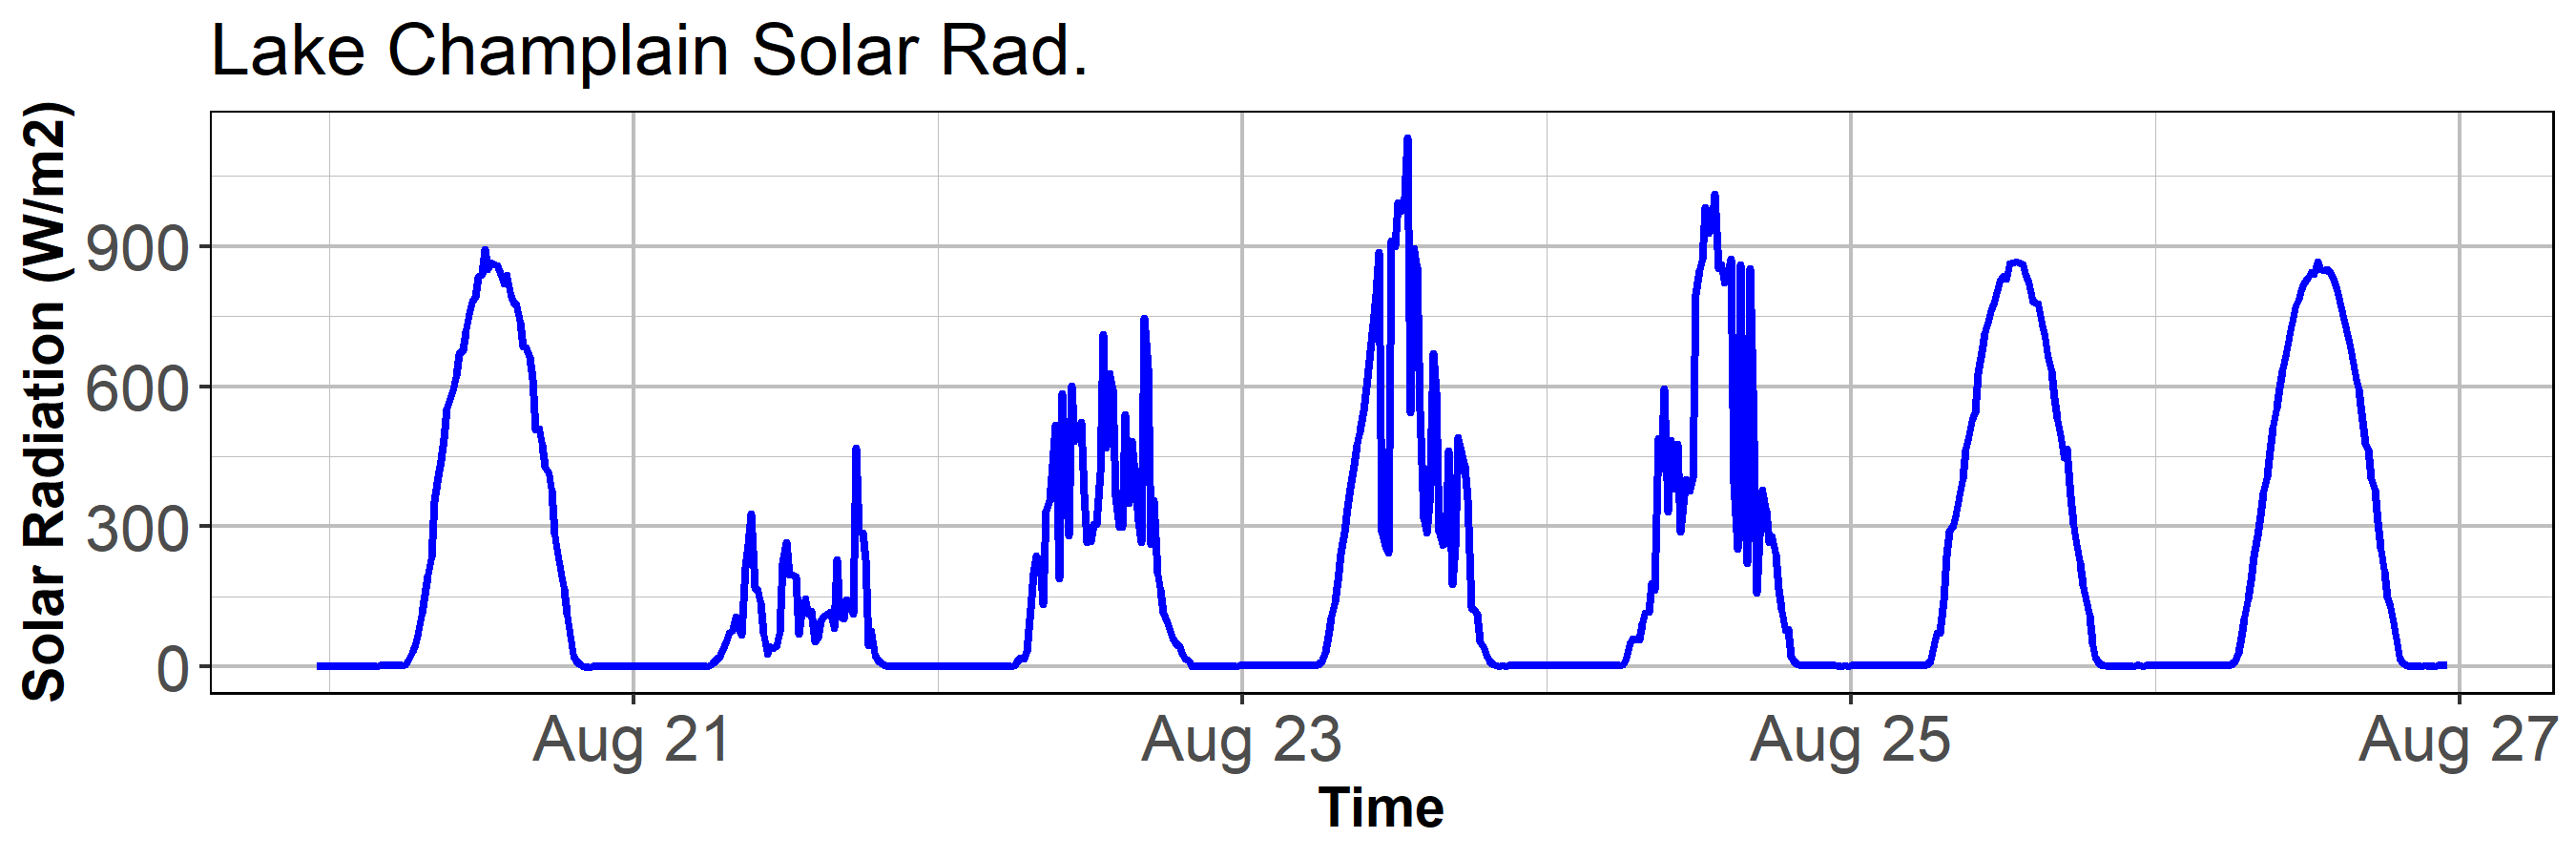 Lake Champlain Solar Rad.
Solar Radiation (W/m2)
900
600
300
0
Aug 21
Aug 23
Aug 25
Aug 27
Time